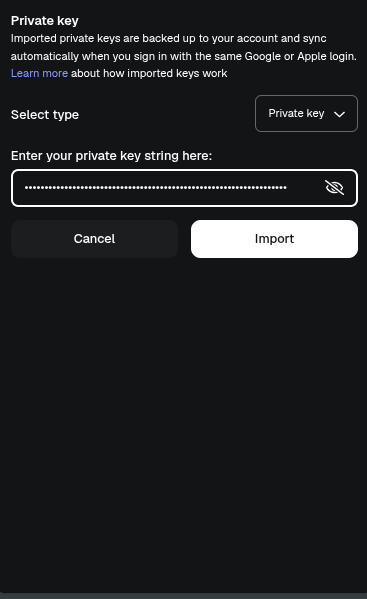 Private key
Imported private keys are backed up to your account and sync
automatically when you sign in with the same Google or Apple login.
Learn more about how imported keys work
Select type
Private key
Enter your private key string here:
Cancel
Import